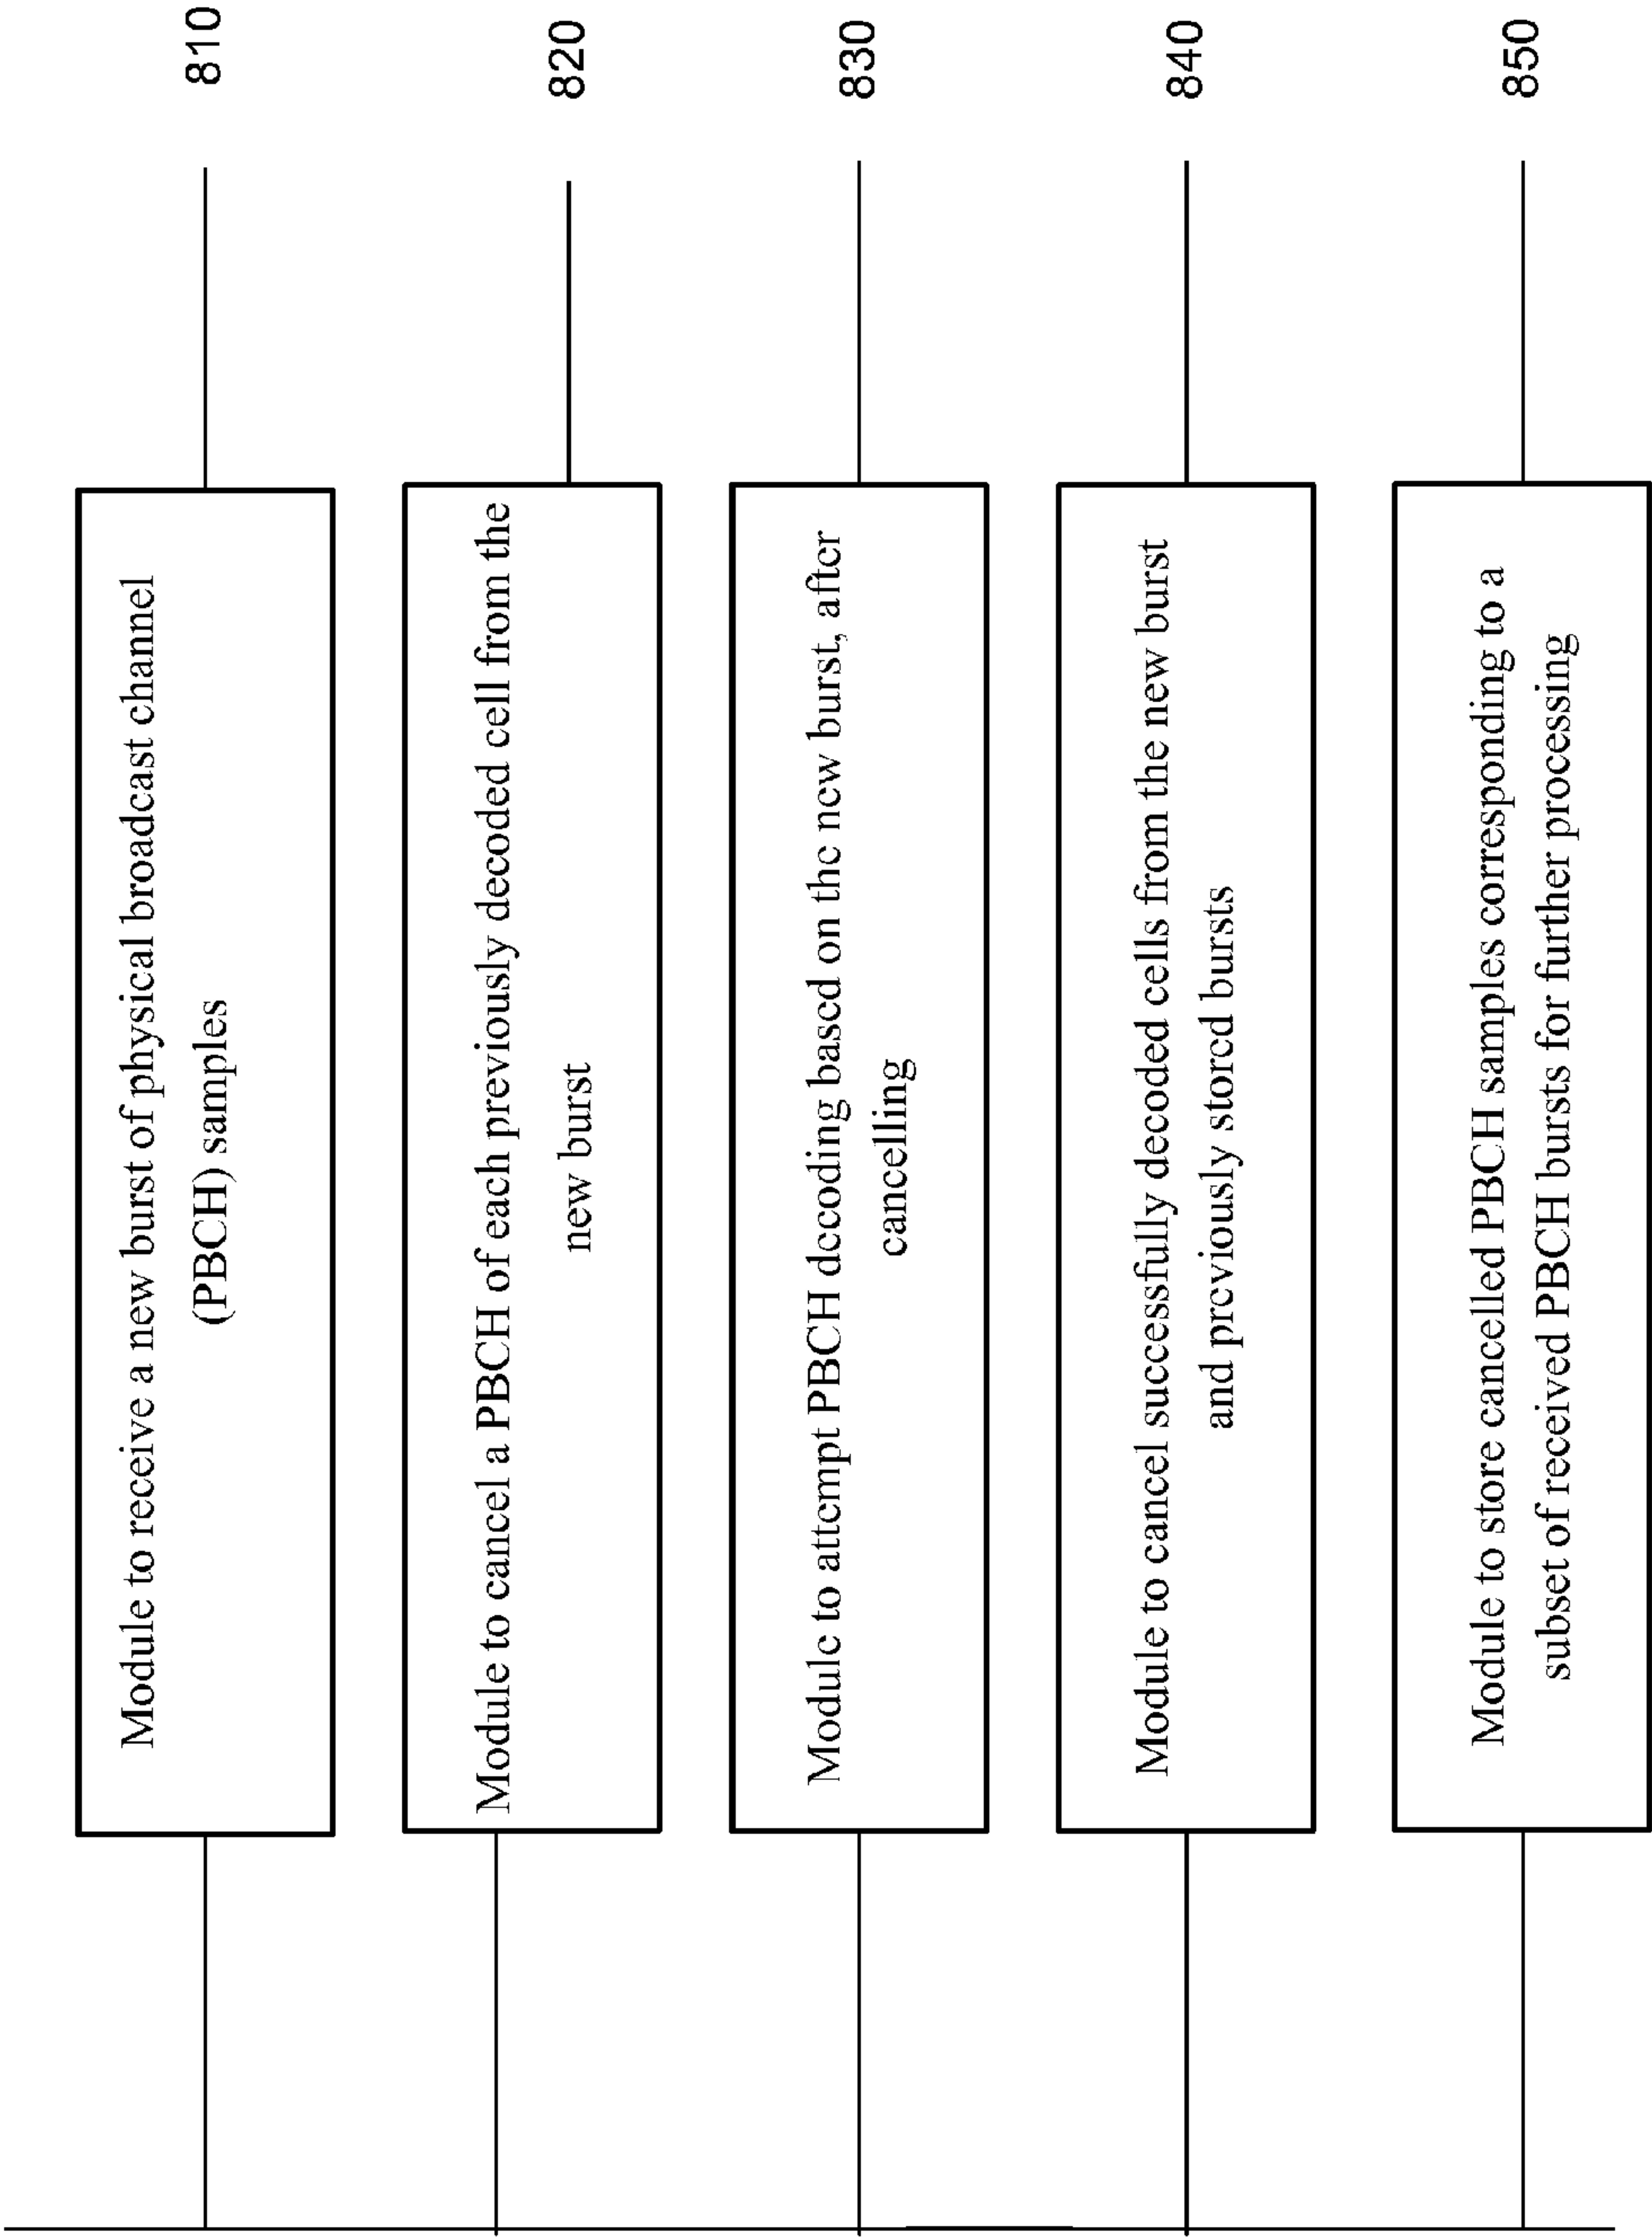 Module to receive a new burst of physical broadcast channel
(PBCH) samples
810
Module to cancel a PBCH of each previously decoded cell from the
new burst
820
Module to attempt PBCH decoding based on the new burst, after
cancelling
830
Module to cancel successfully decoded cells from the new burst
and previously stored bursts
840
Module to store cancelled PBCH samples corresponding to a
subset of received PBCH bursts for further processing
850